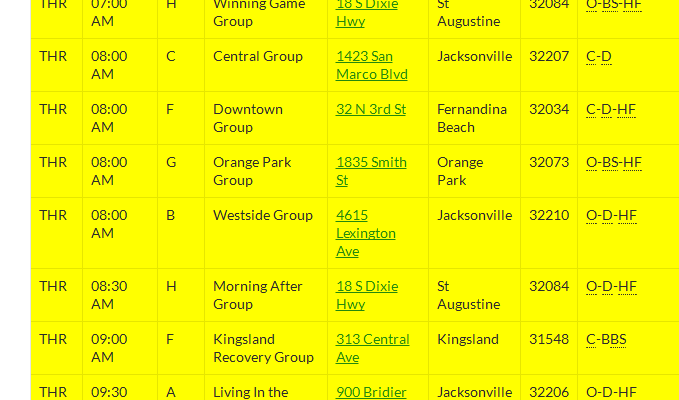 THR 07:00 H Winning Game 18 S Dixie St 32084 O-BS-HF
AM Group Hwy Augustine
THR 08:00 C Central Group 1423 San Jacksonville 32207 C-D
AM Marco Blvd
THR 08:00 F Downtown 32 N 3rd St Fernandina 32034 C-D-HF
AM Group Beach
THR 08:00 G Orange Park 1835 Smith Orange 32073 O-BS-HF
AM Group St Park
THR 08:00 B Westside Group 4615 Jacksonville 32210 O-D-HF
AM Lexington
Ave
THR 08:30 H Morning After 18 S Dixie St 32084 O-D-HF
AM Group Hwy Augustine
THR 09:00 F Kingsland 313 Central Kingsland 31548 C-BBS
AM Recovery Group Ave
THR 09:30 A Living In the 900 Bridier Jacksonville 32206 O-D-HF